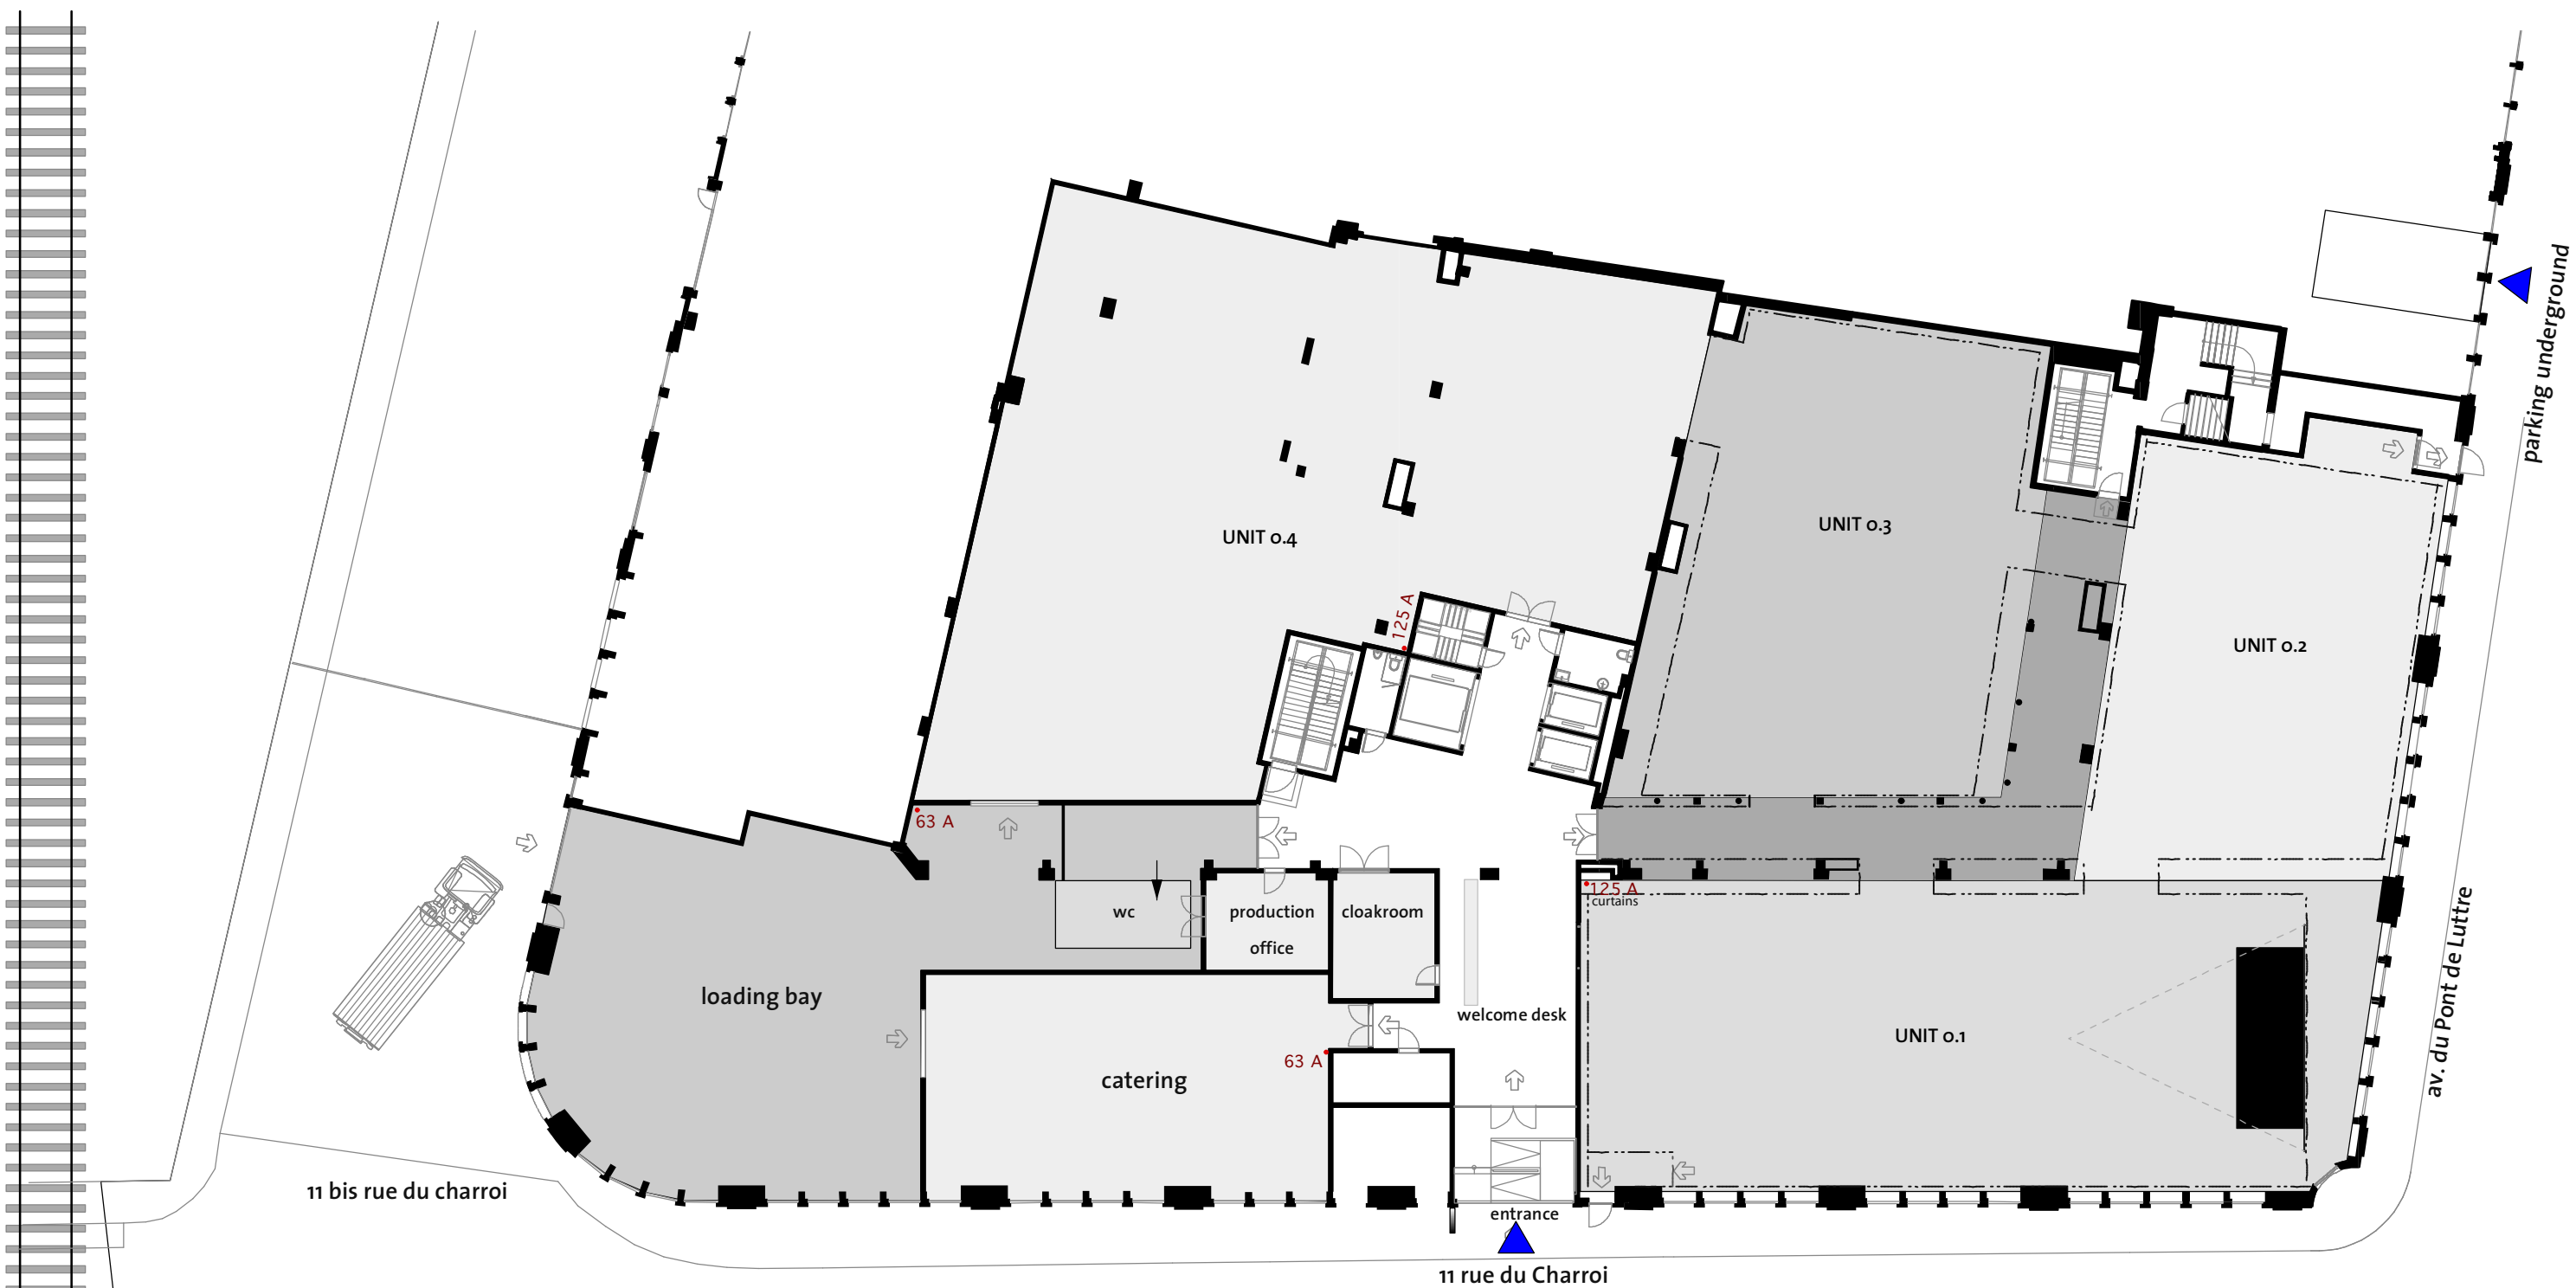 parking underground
UNIT 0.4
UNIT 0.3
125 A
UNIT 0.2
63 A
125 A
curtains
wc
production
office
cloakroom
loading bay
welcome desk
UNIT 0.1
av. du Pont de Luttre
63 A
catering
11 bis rue du charroi
entrance
11 rue du Charroi